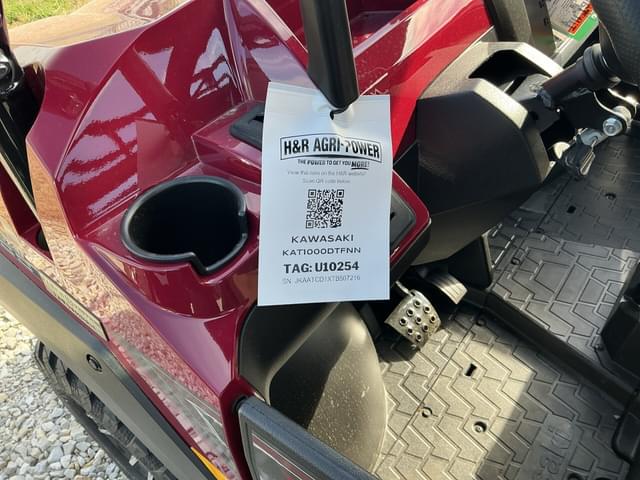 H&R AGRI-POWER
THE POWER TO GET YOU MORE!
View this item on the H&R website!
Scan QR code below.
KAWASAKI
KAT1000DTFNN
TAG: U10254
SN: JKAATCD1XTB507216